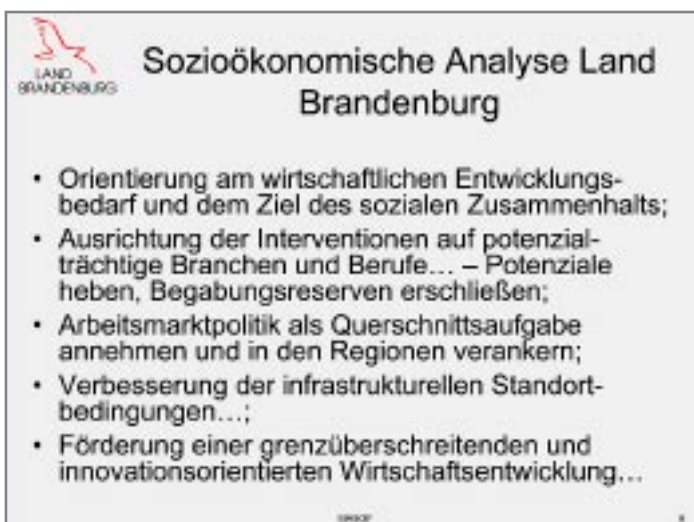 LAND
BRANDENBURG
Sozioökonomische Analyse Land
Brandenburg
• Orientierung am wirtschaftlichen Entwicklungs-
bedarf und dem Ziel des sozialen Zusammenhalts;
• Ausrichtung der Interventionen auf potenzial-
trächtige Branchen und Berufe… – Potenziale
heben, Begabungsreserven erschließen;
• Arbeitsmarktpolitik als Querschnittsaufgabe
annehmen und in den Regionen verankern;
• Verbesserung der infrastrukturellen Standort-
bedingungen…;
• Förderung einer grenzüberschreitenden und
innovationsorientierten Wirtschaftsentwicklung…